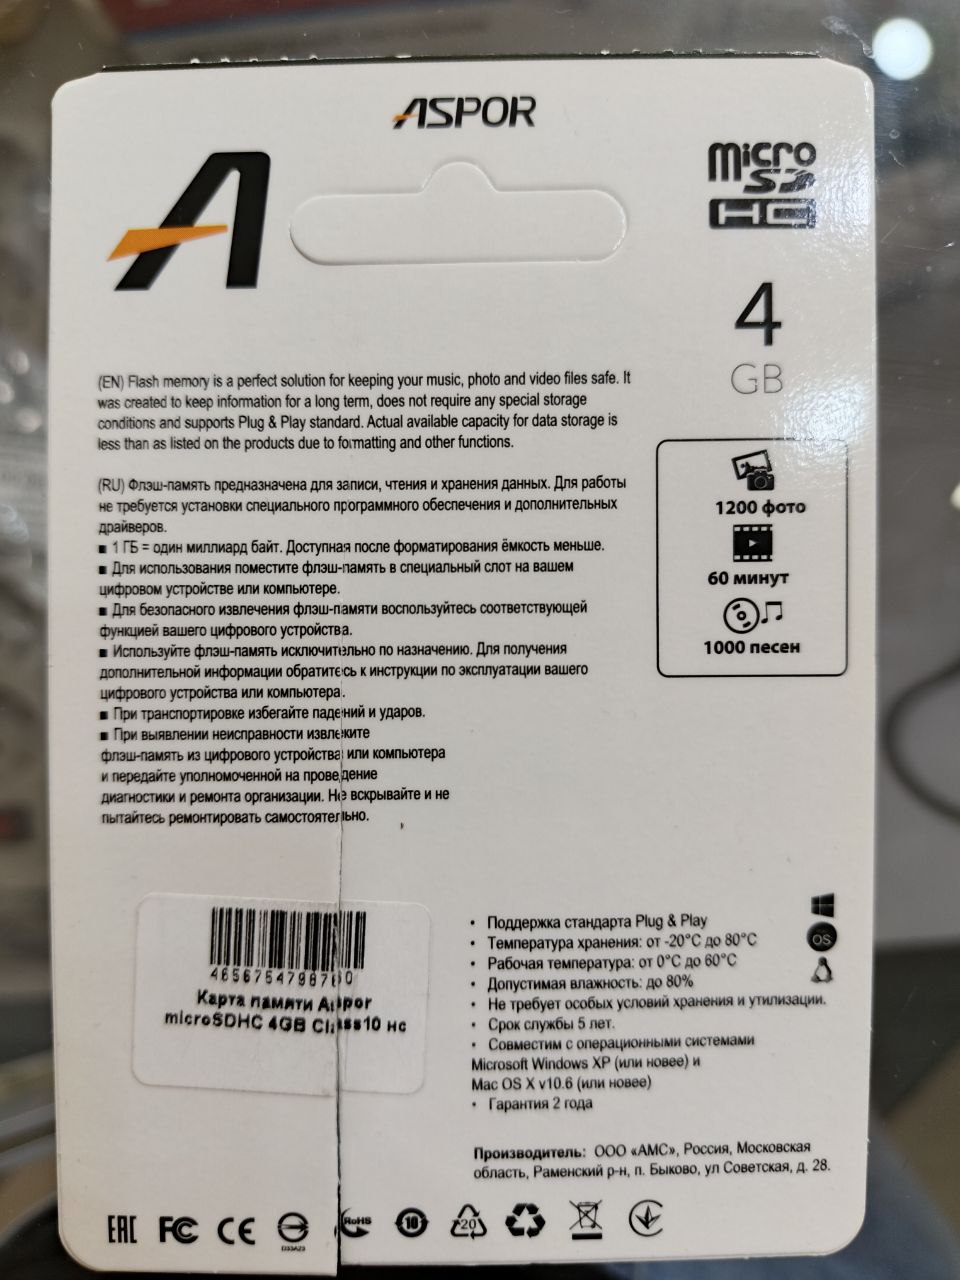 ASPOR
micro
SD
HC
4
GB
(EN) Flash memory is a perfect solution for keeping your music, photo and video files safe. It
was created to keep information for a long term, does not require any special storage
conditions and supports Plug & Play standard. Actual available capacity for data storage is
less than as listed on the products due to formatting and other functions.
(RU) Флэш-память предназначена для записи, чтения и хранения данных. Для работы
не требуется установки специального программного обеспечения и дополнительных
драйверов.
■ 1 ГБ = один миллиард байт. Доступная после форматирования ёмкость меньше.
■ Для использования поместите флэш-память в специальный слот на вашем
цифровом устройстве или компьютере.
■ Для безопасного извлечения флэш-памяти воспользуйтесь соответствующей
функцией вашего цифрового устройства.
■ Используйте флэш-память исключительно по назначению. Для получения
дополнительной информации обратитесь к инструкции по эксплуатации вашего
цифрового устройства или компьютера.
■ При транспортировке избегайте падений и ударов.
■ При выявлении неисправности извлеките
флэш-память из цифрового устройства или компьютера
и передайте уполномоченной на проведение
диагностики и ремонта организации. Не вскрывайте и не
пытайтесь ремонтировать самостоятельно.
1200 фото
60 минут
1000 песен
Карта памяти Aspor
microSDHC 4GB Class10 нс
• Поддержка стандарта Plug & Play
• Температура хранения: от -20°C до 80°C
• Рабочая температура: от 0°C до 60°C
• Допустимая влажность: до 80%
• Не требует особых условий хранения и утилизации.
• Срок службы 5 лет.
• Совместим с операционными системами
Microsoft Windows XP (или новее) и
Mac OS X v10.6 (или новее)
• Гарантия 2 года
OS
Производитель: ООО «АМС», Россия, Московская
область, Раменский р-н, п. Быково, ул Советская, д. 28.
EAC FC CE RoHS 10 20